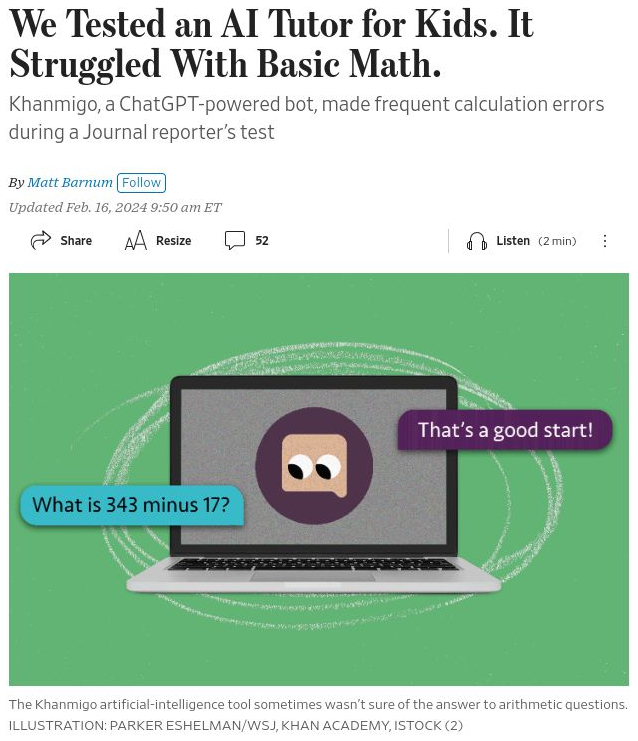 We Tested an AI Tutor for Kids. It
Struggled With Basic Math.
Khanmigo, a ChatGPT-powered bot, made frequent calculation errors
during a Journal reporter's test
By Matt Barnum Follow
Updated Feb. 16, 2024 9:50 am ET
Share AA Resize 52 Listen (2 min)
That's a good start!
What is 343 minus 17?
The Khanmigo artificial-intelligence tool sometimes wasn't sure of the answer to arithmetic questions.
ILLUSTRATION: PARKER ESHELMAN/WSJ, KHAN ACADEMY, ISTOCK (2)